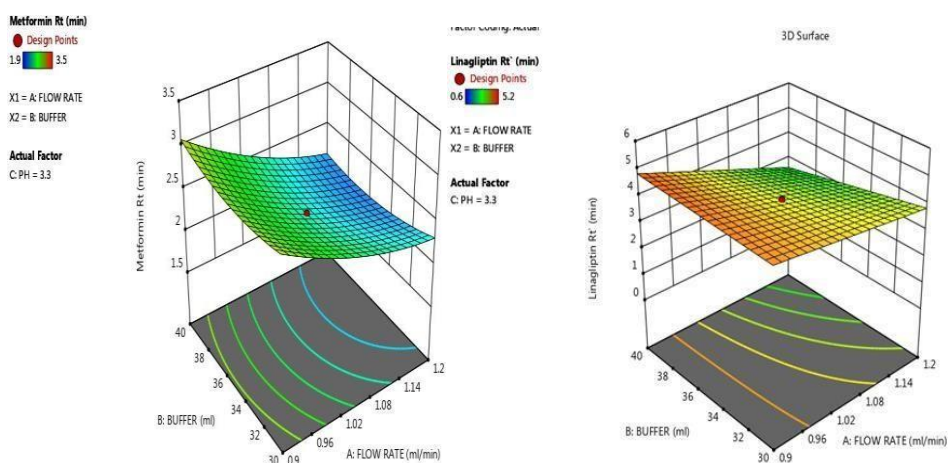 Metformin Rt (min)
Design Points
1.9 3.5
X1 = A: FLOW RATE
X2 = B: BUFFER
Actual Factor
C: PH = 3.3
3.5
3
2.5
2
1.5
Metformin Rt (min)
40
38
36
34
32
30
B: BUFFER (ml)
0.9
0.96
1.02
1.08
1.14
1.2
A: FLOW RATE (ml/min)
Factor Coding: Actual
Linagliptin Rt` (min)
Design Points
0.6 5.2
X1 = A: FLOW RATE
X2 = B: BUFFER
Actual Factor
C: PH = 3.3
3D Surface
6
5
4
3
2
1
0
Linagliptin Rt` (min)
40
38
36
34
32
30
B: BUFFER (ml)
0.9
0.96
1.02
1.08
1.14
1.2
A: FLOW RATE (ml/min)